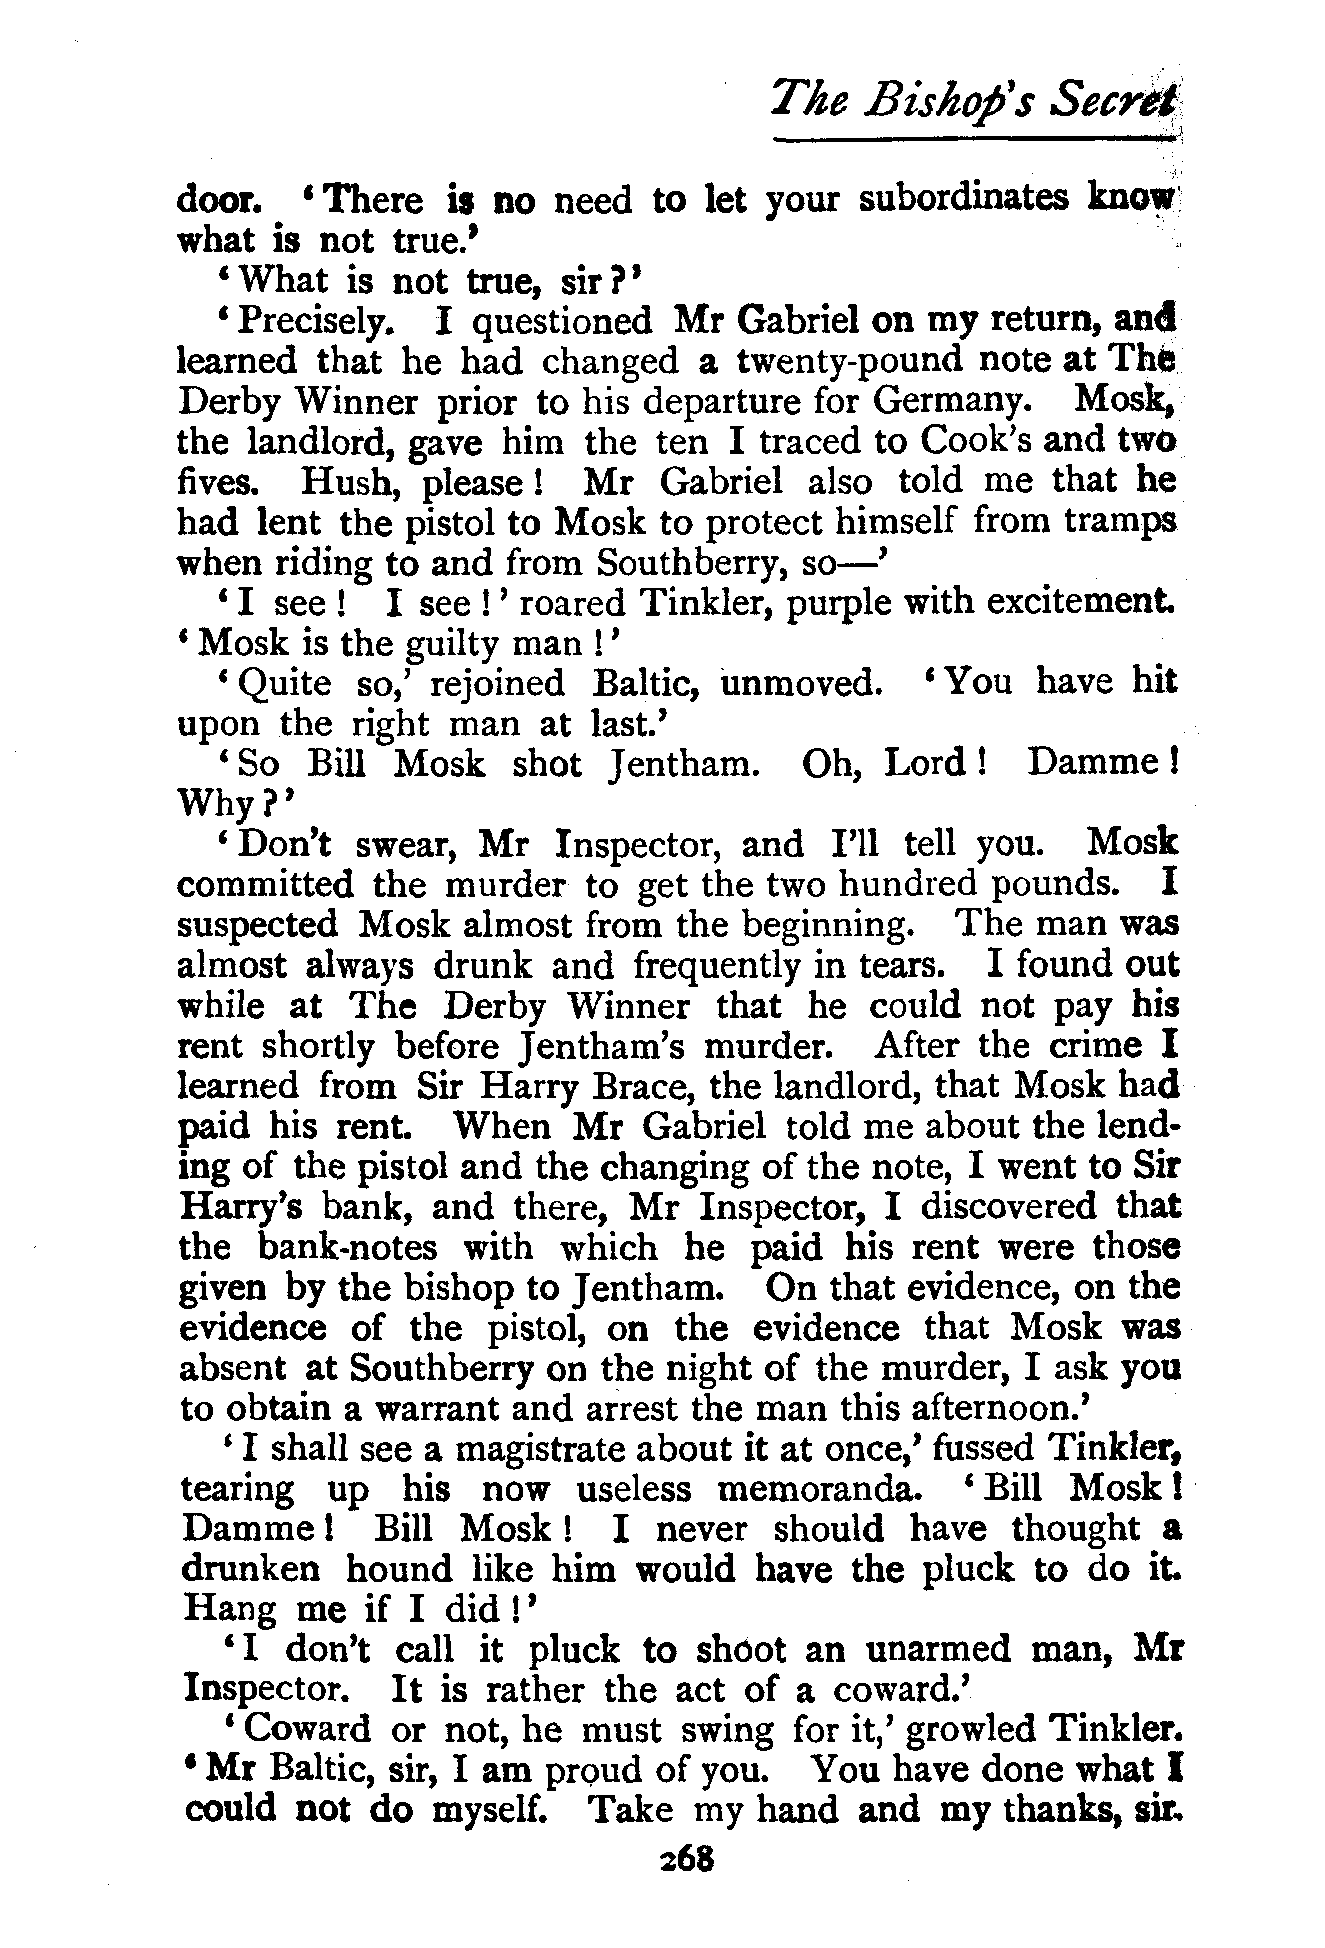 The Bishop's Secret
door. ‘There is no need to let your subordinates know
what is not true.’
‘What is not true, sir?’
‘Precisely. I questioned Mr Gabriel on my return, and
learned that he had changed a twenty-pound note at The
Derby Winner prior to his departure for Germany. Mosk,
the landlord, gave him the ten I traced to Cook's and two
fives. Hush, please! Mr Gabriel also told me that he
had lent the pistol to Mosk to protect himself from tramps
when riding to and from Southberry, so—’
‘I see! I see!’ roared Tinkler, purple with excitement.
‘Mosk is the guilty man!’
‘Quite so,’ rejoined Baltic, unmoved. ‘You have hit
upon the right man at last.’
‘So Bill Mosk shot Jentham. Oh, Lord! Damme!
Why?’
‘Don't swear, Mr Inspector, and I'll tell you. Mosk
committed the murder to get the two hundred pounds. I
suspected Mosk almost from the beginning. The man was
almost always drunk and frequently in tears. I found out
while at The Derby Winner that he could not pay his
rent shortly before Jentham's murder. After the crime I
learned from Sir Harry Brace, the landlord, that Mosk had
paid his rent. When Mr Gabriel told me about the lend-
ing of the pistol and the changing of the note, I went to Sir
Harry's bank, and there, Mr Inspector, I discovered that
the bank-notes with which he paid his rent were those
given by the bishop to Jentham. On that evidence, on the
evidence of the pistol, on the evidence that Mosk was
absent at Southberry on the night of the murder, I ask you
to obtain a warrant and arrest the man this afternoon.’
‘I shall see a magistrate about it at once,’ fussed Tinkler,
tearing up his now useless memoranda. ‘Bill Mosk!
Damme! Bill Mosk! I never should have thought a
drunken hound like him would have the pluck to do it.
Hang me if I did!’
‘I don't call it pluck to shoot an unarmed man, Mr
Inspector. It is rather the act of a coward.’
‘Coward or not, he must swing for it,’ growled Tinkler.
‘Mr Baltic, sir, I am proud of you. You have done what I
could not do myself. Take my hand and my thanks, sir.
268